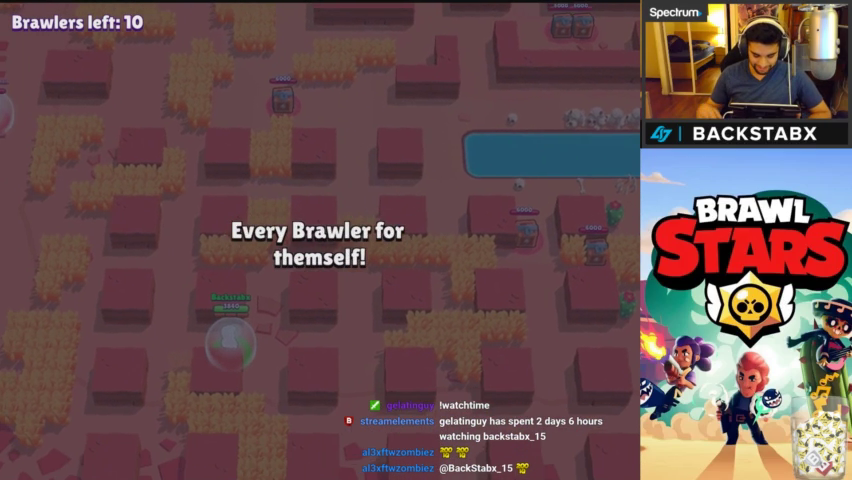 Brawlers left: 10
Spectrum
BACKSTABX
BRAWL
STARS
Every Brawler for
themself!
Backstabx
gelatinguy !watchtime
streamelements gelatinguy has spent 2 days 6 hours
watching backstabx_15
al3xftwzombiez
al3xftwzombiez @BackStabx_15